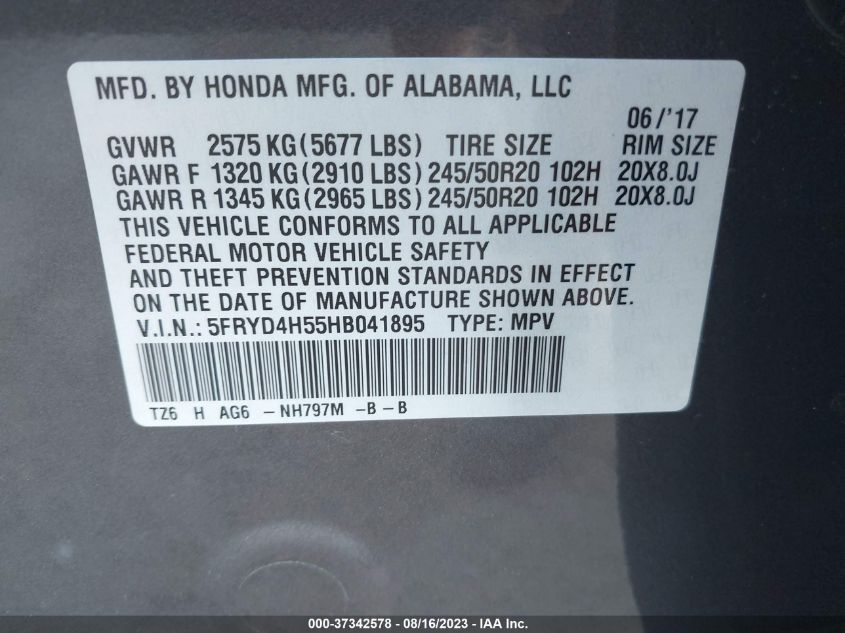 MFD. BY HONDA MFG. OF ALABAMA, LLC
06/'17
GVWR 2575 KG(5677 LBS) TIRE SIZE RIM SIZE
GAWR F 1320 KG(2910 LBS) 245/50R20 102H 20X8.0J
GAWR R 1345 KG(2965 LBS) 245/50R20 102H 20X8.0J
THIS VEHICLE CONFORMS TO ALL APPLICABLE
FEDERAL MOTOR VEHICLE SAFETY
AND THEFT PREVENTION STANDARDS IN EFFECT
ON THE DATE OF MANUFACTURE SHOWN ABOVE.
V.I.N.: 5FRYD4H55HB041895 TYPE: MPV
TZ6 H AG6 -NH797M -B-B
000-37342578 - 08/16/2023 - IAA Inc.